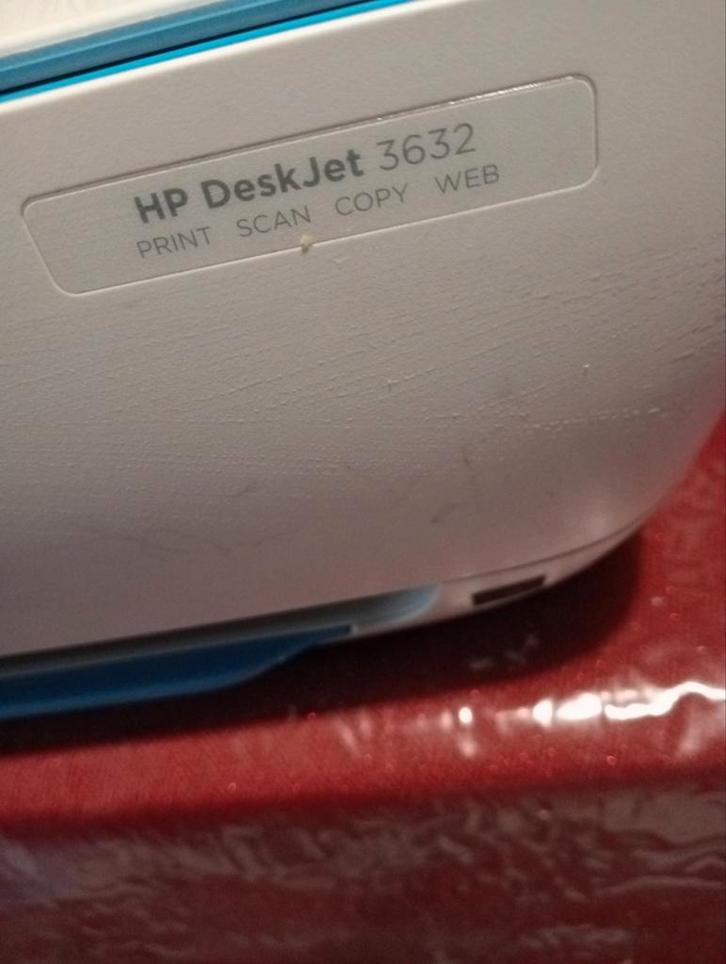 HP DeskJet 3632
PRINT SCAN COPY WEB